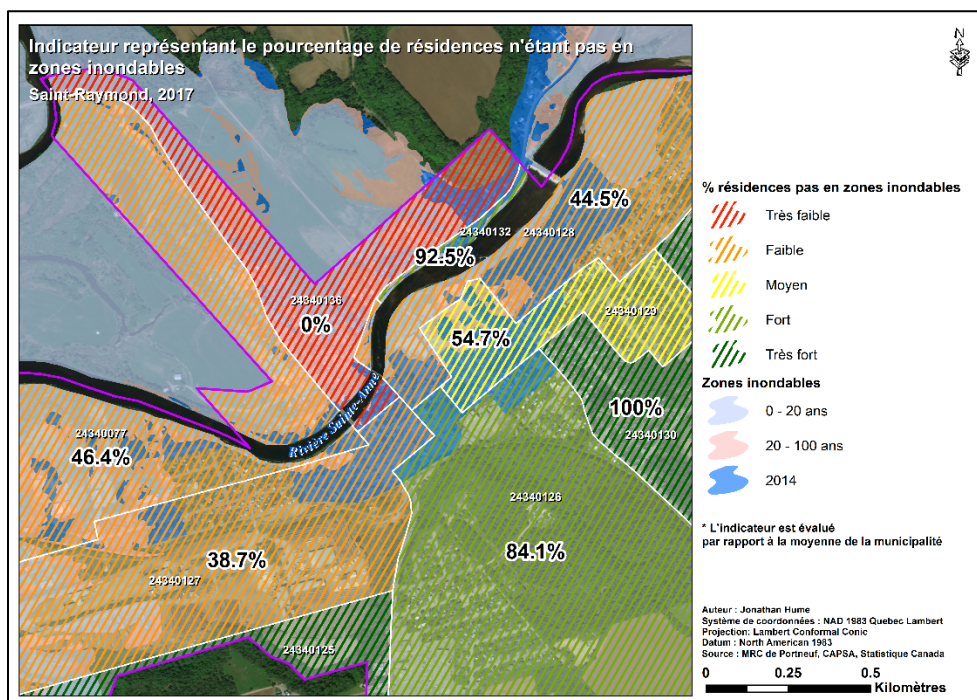 Indicateur représentant le pourcentage de résidences n'étant pas en
zones inondables
Saint-Raymond, 2017
N
44.5%
24340132
24340128
92.5%
24340136
0%
24340129
54.7%
100%
24340130
Rivière Sainte-Anne
24340077
46.4%
24340126
84.1%
38.7%
24340127
24340125
% résidences pas en zones inondables
Très faible
Faible
Moyen
Fort
Très fort
Zones inondables
0 - 20 ans
20 - 100 ans
2014
* L'indicateur est évalué
par rapport à la moyenne de la municipalité
Auteur : Jonathan Hume
Système de coordonnées : NAD 1983 Quebec Lambert
Projection: Lambert Conformal Conic
Datum : North American 1983
Source : MRC de Portneuf, CAPSA, Statistique Canada
0 0.25 0.5
Kilomètres